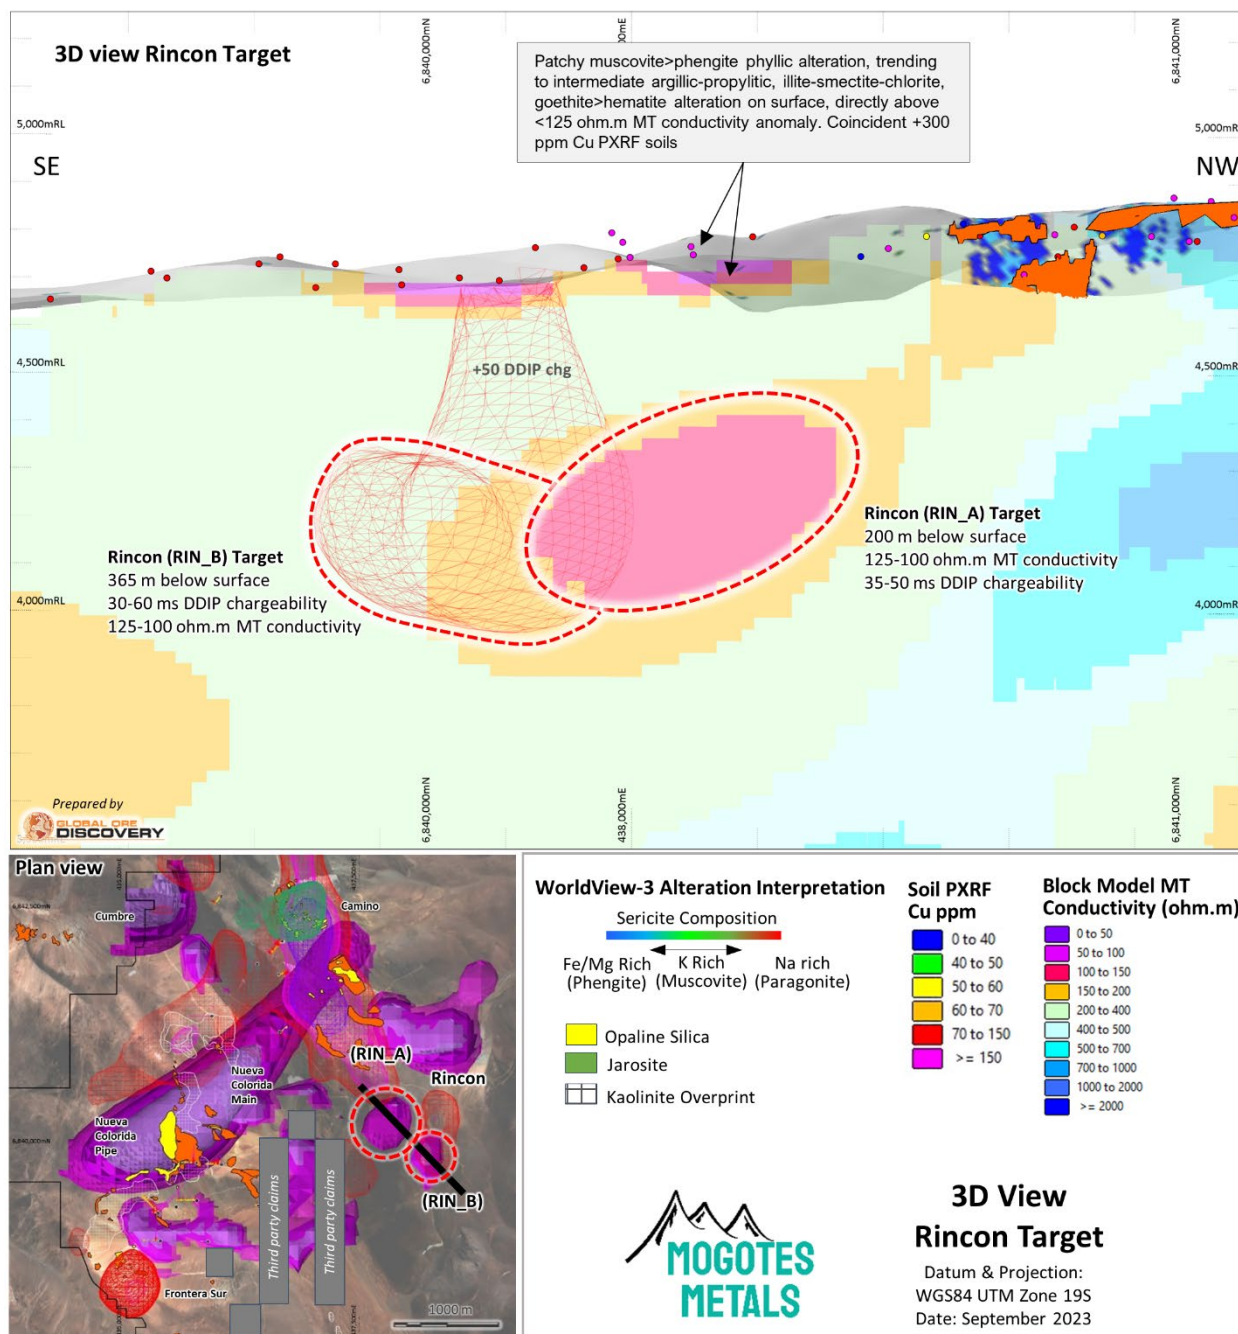 3D view Rincon Target
6,840,000mN
mE
6,841,000mN
Patchy muscovite>phengite phyllic alteration, trending
to intermediate argillic-propylitic, illite-smectite-chlorite,
goethite>hematite alteration on surface, directly above
<125 ohm.m MT conductivity anomaly. Coincident +300
ppm Cu PXRF soils
5,000mRL
5,000mRL
SE
NW
4,500mRL
4,500mRL
+50 DDIP chg
Rincon (RIN_A) Target
200 m below surface
125-100 ohm.m MT conductivity
35-50 ms DDIP chargeability
Rincon (RIN_B) Target
365 m below surface
30-60 ms DDIP chargeability
125-100 ohm.m MT conductivity
4,000mRL
4,000mRL
6,840,000mN
438,000mE
6,841,000mN
Prepared by
GLOBAL ORE
DISCOVERY
Plan view
6,842,500mN
Cumbre
Camino
(RIN_A)
Rincon
Nueva
Colorida
Main
Nueva
Colorida
Pipe
6,840,000mN
(RIN_B)
Third party claims
Third party claims
Frontera Sur
1000 m
WorldView-3 Alteration Interpretation
Sericite Composition
Fe/Mg Rich
(Phengite)
K Rich
(Muscovite)
Na rich
(Paragonite)
Opaline Silica
Jarosite
Kaolinite Overprint
Soil PXRF
Cu ppm
0 to 40
40 to 50
50 to 60
60 to 70
70 to 150
>= 150
Block Model MT
Conductivity (ohm.m)
0 to 50
50 to 100
100 to 150
150 to 200
200 to 400
400 to 500
500 to 700
700 to 1000
1000 to 2000
>= 2000
MOGOTES
METALS
3D View
Rincon Target
Datum & Projection:
WGS84 UTM Zone 19S
Date: September 2023